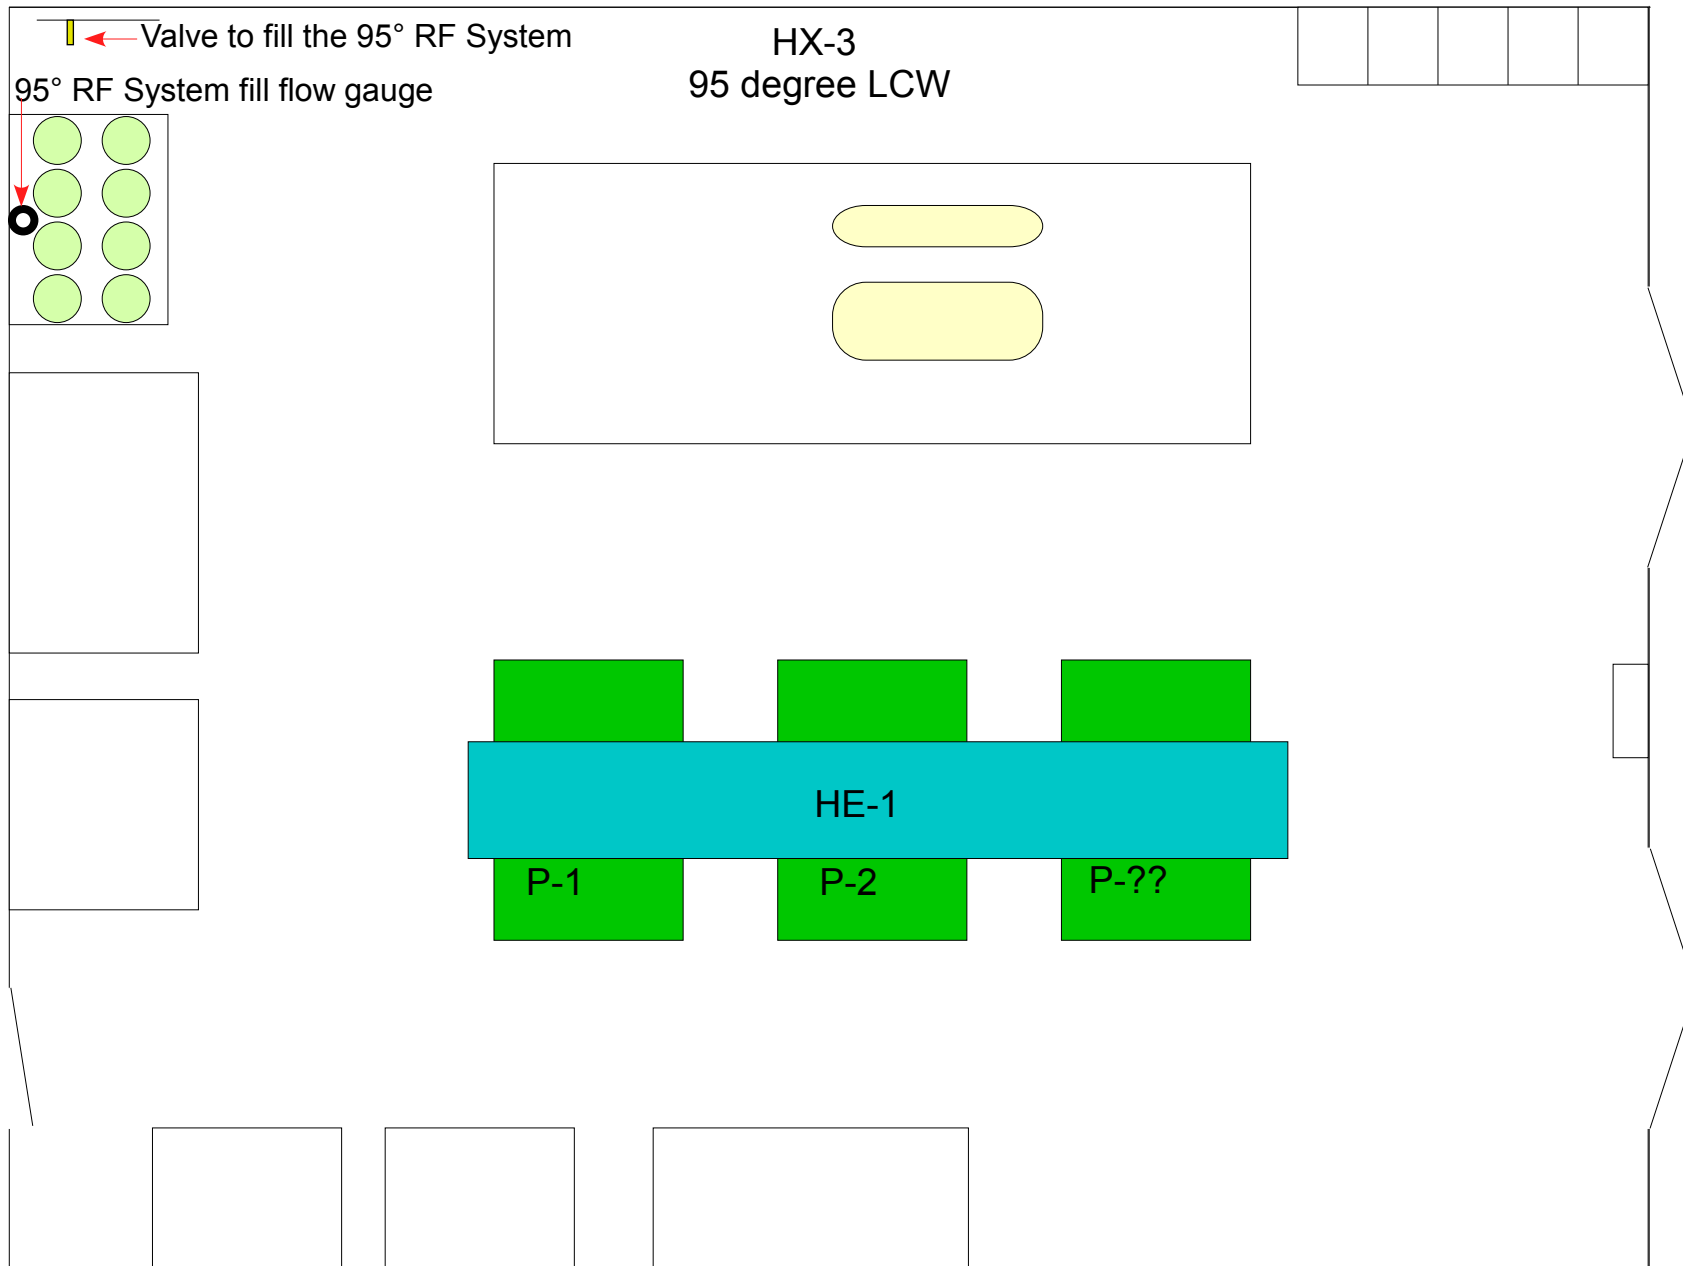 Valve to fill the 95° RF System
HX-3
95 degree LCW
95° RF System fill flow gauge
HE-1
P-1
P-2
P-??